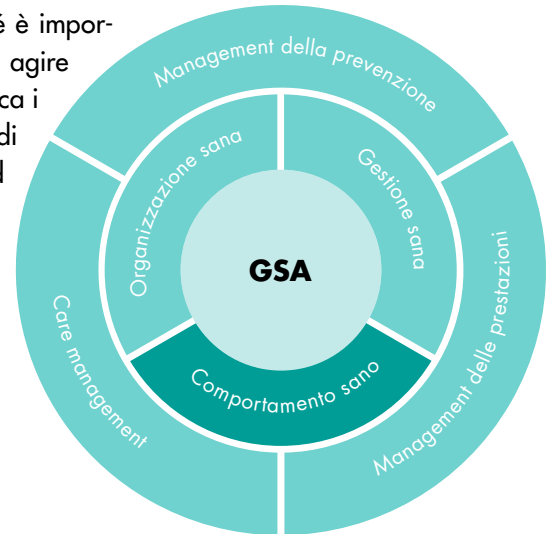 é è impor-
agire
ca i
di
Management della prevenzione
Organizzazione sana
Gestione sana
GSA
Comportamento sano
Care management
Management delle prestazioni